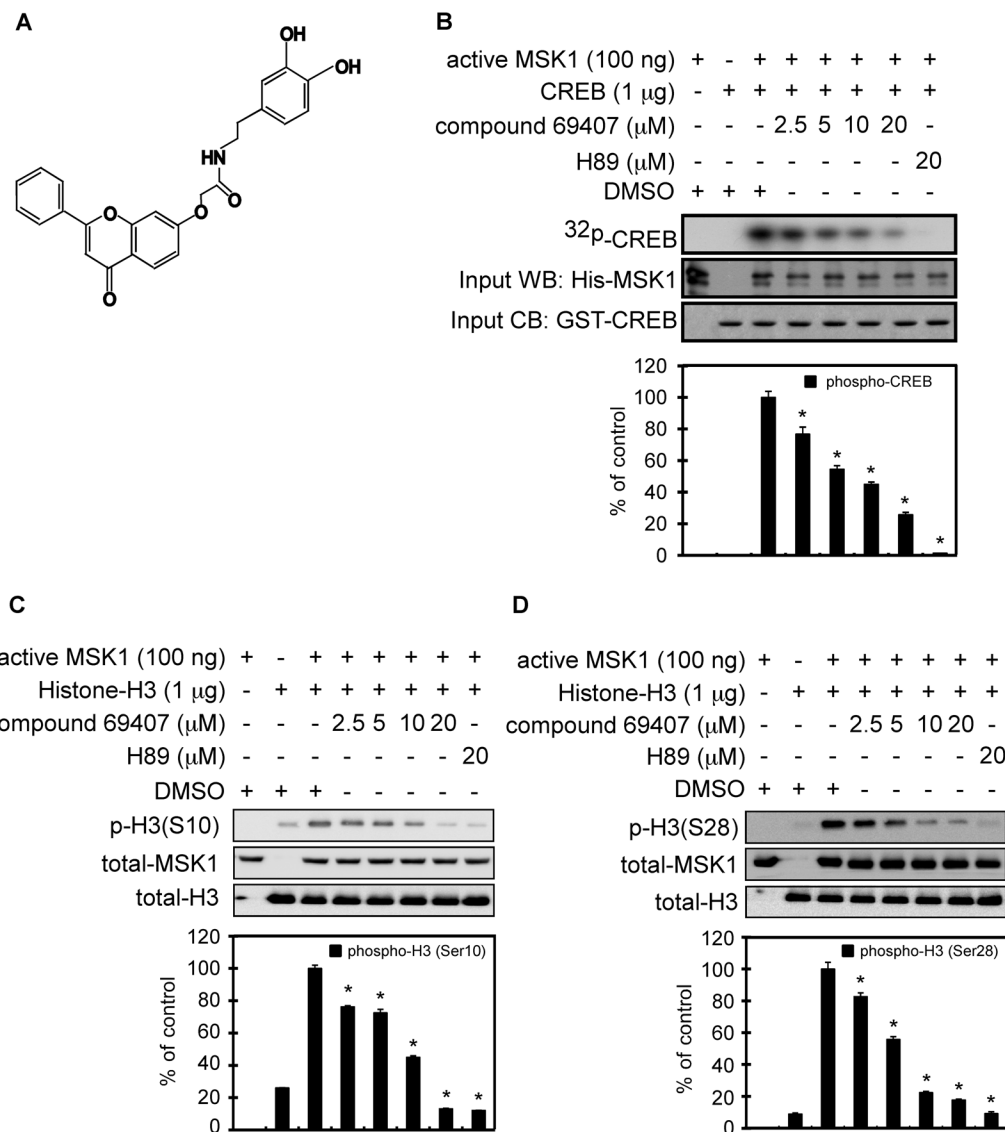 A
OH
OH
HN
O
O
O
O
B
active MSK1 (100 ng) + - + + + + + +
CREB (1 μg) - + + + + + + +
compound 69407 (μM) - - - 2.5 5 10 20 -
H89 (μM) - - - - - - - 20
DMSO + + + - - - - -
32p-CREB
Input WB: His-MSK1
Input CB: GST-CREB
120
100
80
60
40
20
0
% of control
phospho-CREB
* * * * *
C
active MSK1 (100 ng) + - + + + + + +
Histone-H3 (1 μg) - + + + + + + +
compound 69407 (μM) - - - 2.5 5 10 20 -
H89 (μM) - - - - - - - 20
DMSO + + + - - - - -
p-H3(S10)
total-MSK1
total-H3
120
100
80
60
40
20
0
% of control
phospho-H3 (Ser10)
* * * * *
D
active MSK1 (100 ng) + - + + + + + +
Histone-H3 (1 μg) - + + + + + + +
compound 69407 (μM) - - - 2.5 5 10 20 -
H89 (μM) - - - - - - - 20
DMSO + + + - - - - -
p-H3(S28)
total-MSK1
total-H3
120
100
80
60
40
20
0
% of control
phospho-H3 (Ser28)
* * * * *